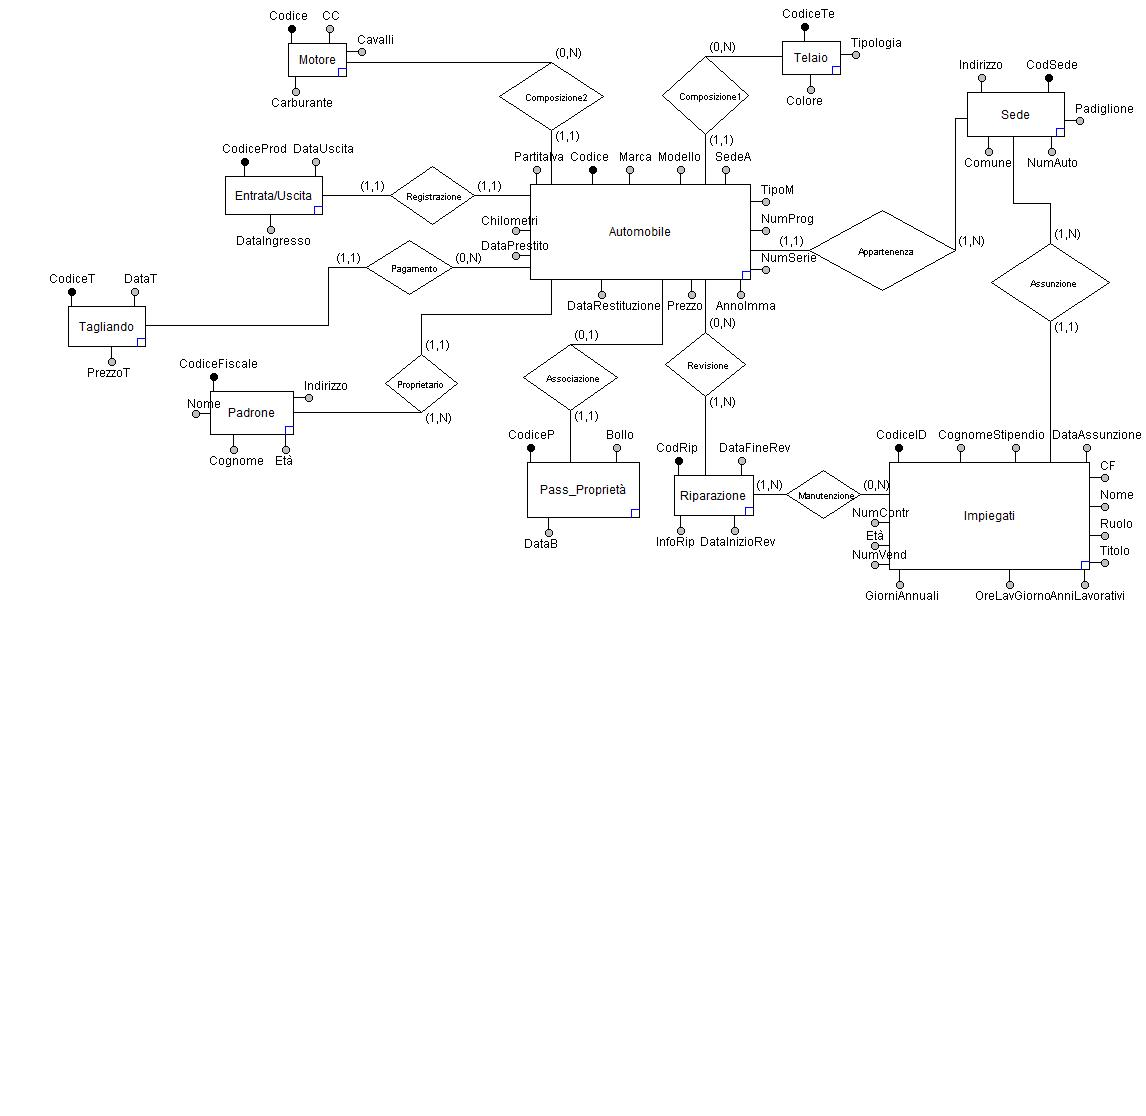 Codice
CC
Cavalli
Motore
Carburante
(0,N)
Composizione2
(1,1)
CodiceTe
Tipologia
Telaio
Colore
(0,N)
Composizione1
(1,1)
Indirizzo
CodSede
Padiglione
Sede
Comune
NumAuto
CodiceProd
DataUscita
Entrata/Uscita
DataIngresso
(1,1)
Registrazione
(1,1)
PartitaIva
Codice
Marca
Modello
SedeA
TipoM
NumProg
NumSerie
Chilometri
DataPrestito
Automobile
DataRestituzione
Prezzo
AnnoImma
(1,1)
Appartenenza
(1,N)
(1,N)
Assunzione
(1,1)
(1,1)
Pagamento
(0,N)
CodiceT
DataT
Tagliando
PrezzoT
(1,1)
Proprietario
(1,N)
CodiceFiscale
Indirizzo
Nome
Padrone
Cognome
Età
(0,1)
Associazione
(1,1)
CodiceP
Bollo
Pass_Proprietà
DataB
(0,N)
Revisione
(1,N)
CodRip
DataFineRev
Riparazione
InfoRip
DataInizioRev
(1,N)
Manutenzione
(0,N)
CodiceID
Cognome
Stipendio
DataAssunzione
CF
Nome
Ruolo
Titolo
NumContr
Età
NumVend
Impiegati
GiorniAnnuali
OreLavGiorno
AnniLavorativi